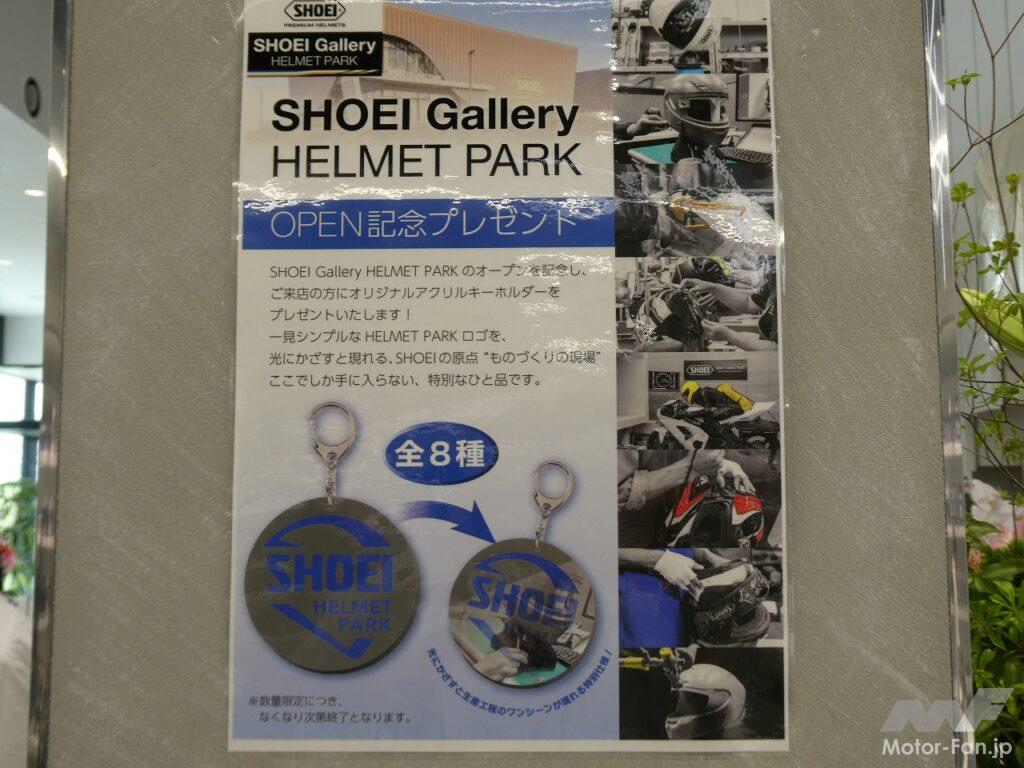 SHOEI
PREMIUM HELMETS
SHOEI Gallery
HELMET PARK
SHOEI Gallery
HELMET PARK
OPEN記念プレゼント
SHOEI Gallery HELMET PARK のオープンを記念し、
ご来店の方にオリジナルアクリルキーホルダーを
プレゼントいたします！
一見シンプルな HELMET PARK ロゴを、
光にかざすと現れる、SHOEIの原点 “ものづくりの現場”
ここでしか手に入らない、特別なひと品です。
全8種
SHOEI
HELMET
PARK
SHOEI
光にかざすと生産工程のワンシーンが現れる特別仕様！
※数量限定につき、
なくなり次第終了となります。
SHOEI
SHOEI
Motor-Fan.jp